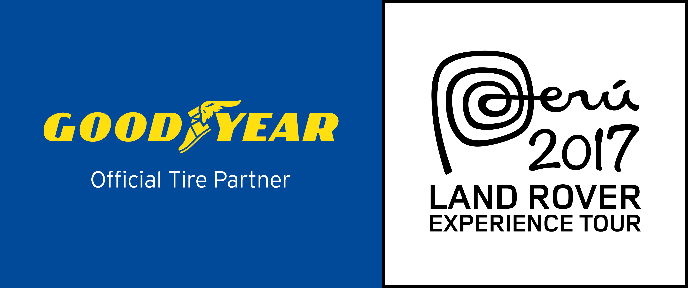 GOODYEAR
Official Tire Partner
Perú
2017
LAND ROVER
EXPERIENCE TOUR